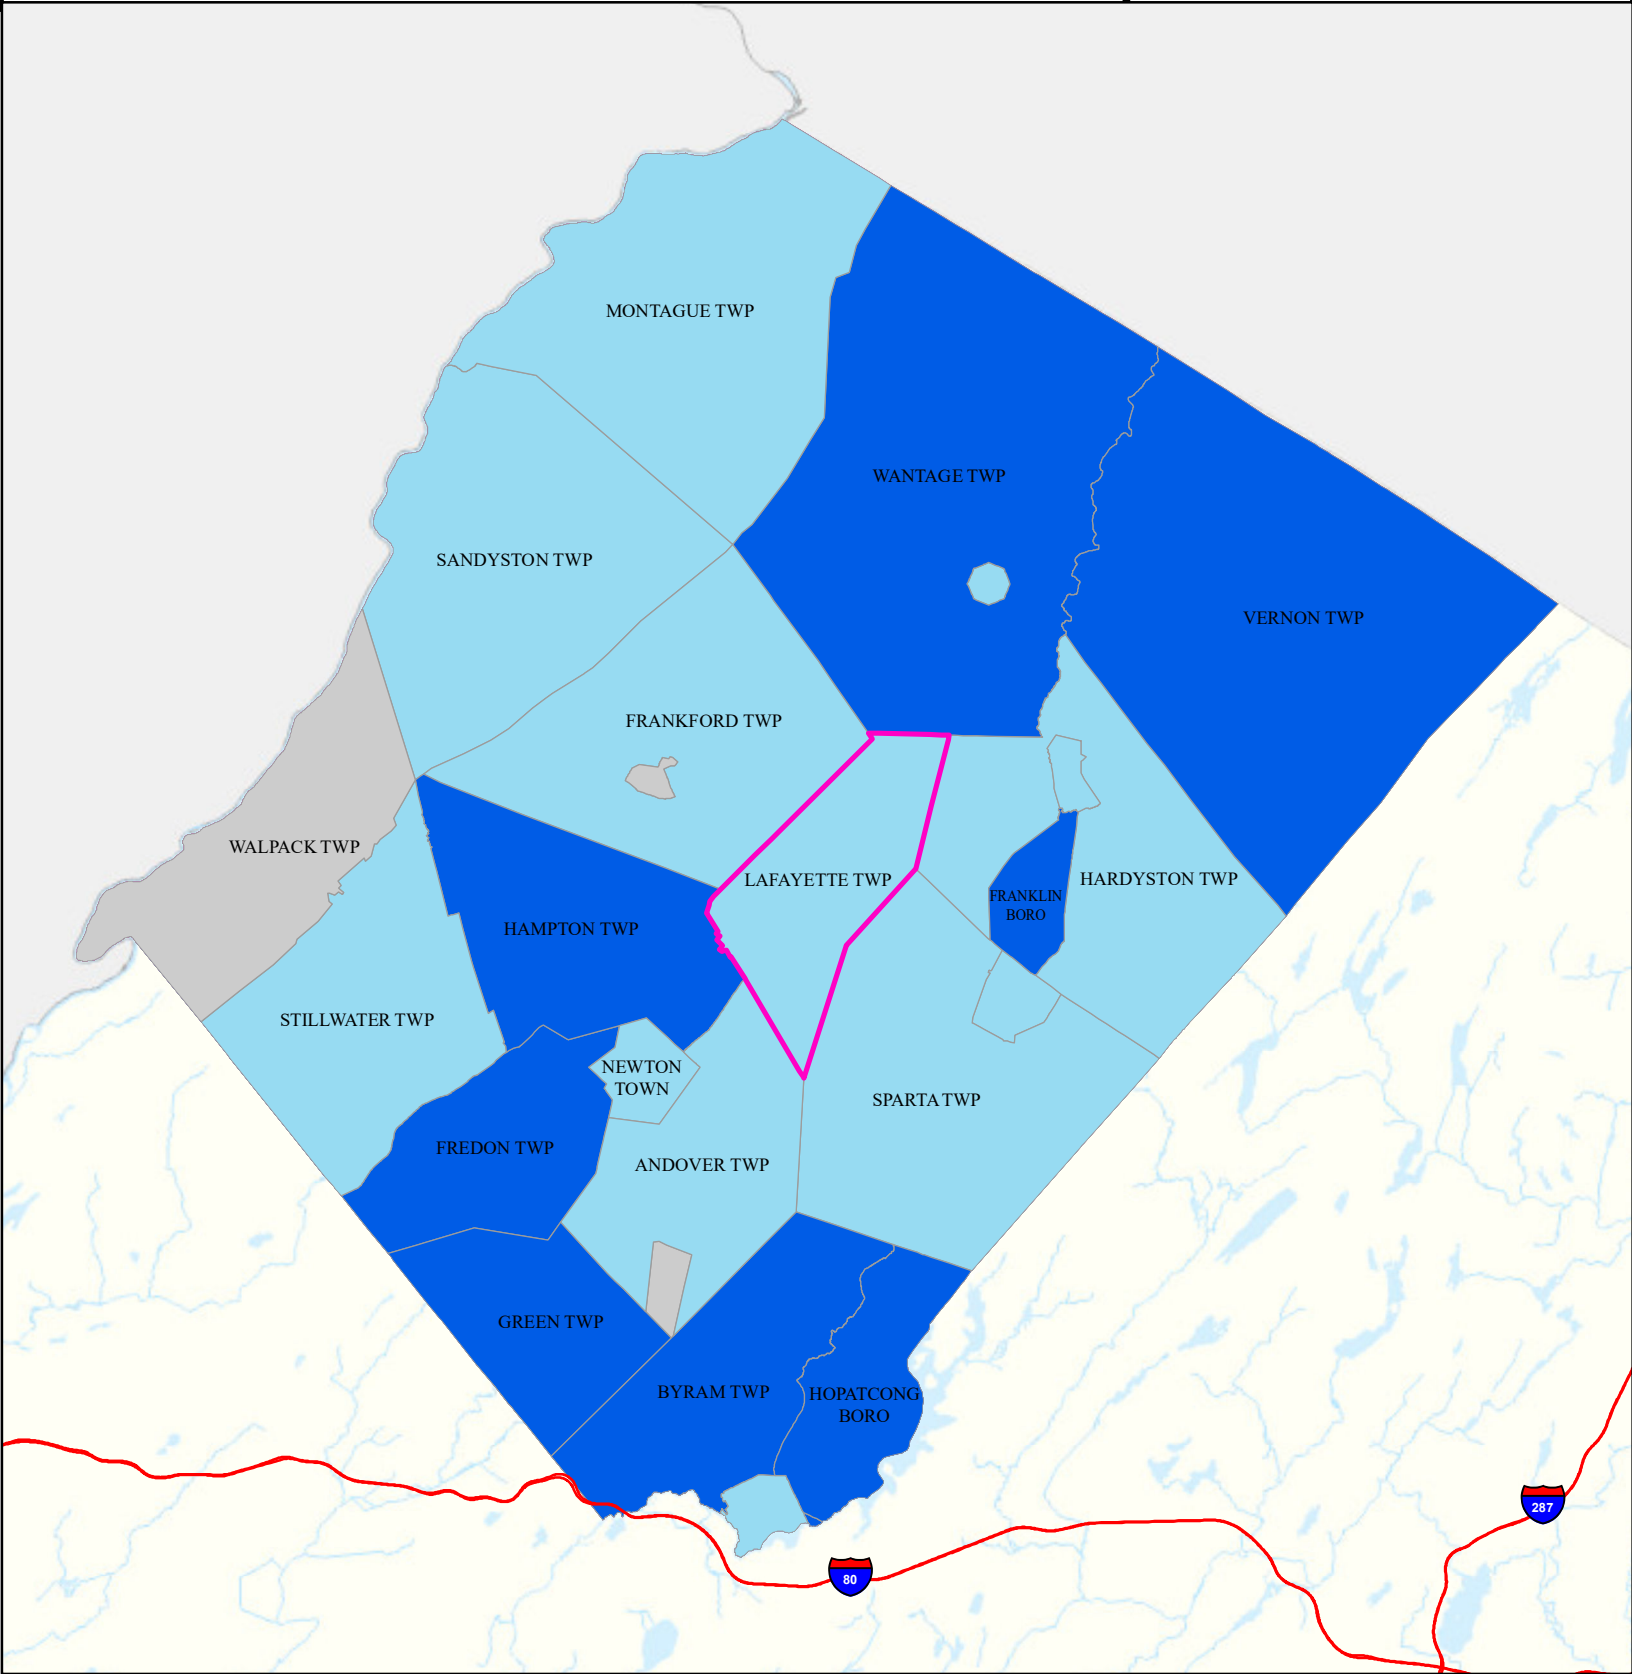 MONTAGUE TWP
WANTAGE TWP
SANDYSTON TWP
VERNON TWP
FRANKFORD TWP
WALPACK TWP
LAFAYETTE TWP
HARDYSTON TWP
FRANKLIN
BORO
HAMPTON TWP
STILLWATER TWP
NEWTON
TOWN
SPARTA TWP
FREDON TWP
ANDOVER TWP
GREEN TWP
BYRAM TWP
HOPATCONG
BORO
287
80